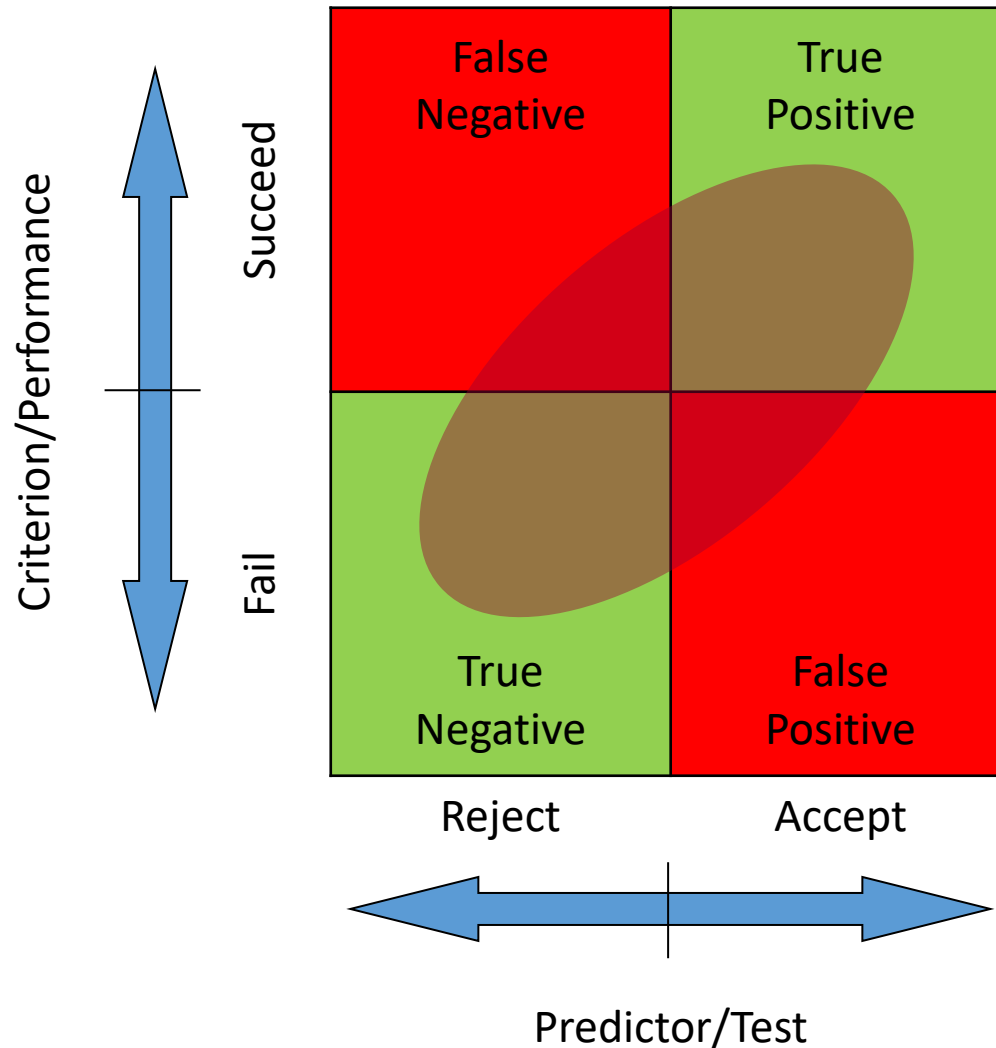 False
Negative
True
Positive
Criterion/Performance
Succeed
Fail
True
Negative
False
Positive
Reject
Accept
Predictor/Test